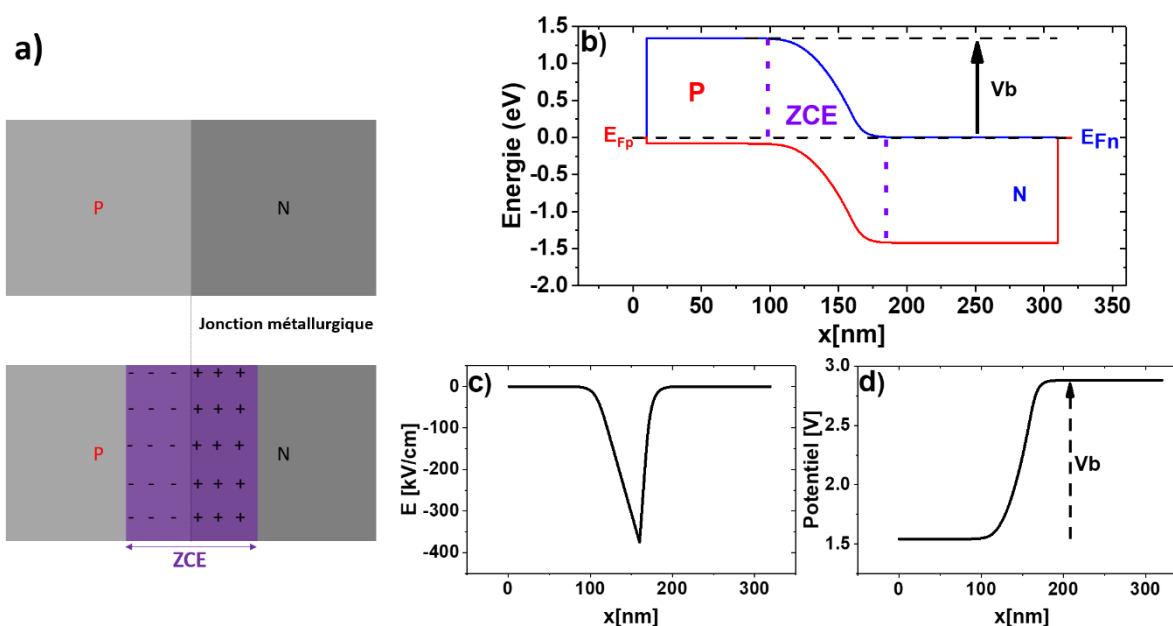 a)
P
N
Jonction métallurgique
- - - + + +
- - - + + +
- - - + + +
- - - + + +
- - - + + +
P
N
ZCE
b)
1.5
1.0
0.5
0.0
-0.5
-1.0
-1.5
-2.0
Energie (eV)
P
ZCE
Vb
E_Fp
E_Fn
N
0 50 100 150 200 250 300 350
x[nm]
c)
0
-100
-200
-300
-400
E [kV/cm]
0 100 200 300
x[nm]
d)
3.0
2.5
2.0
1.5
Potentiel [V]
Vb
0 100 200 300
x[nm]